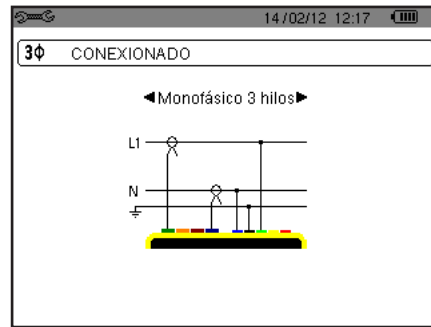 14/02/12 12:17
3Φ CONEXIONADO
◄Monofásico 3 hilos►
L1
N